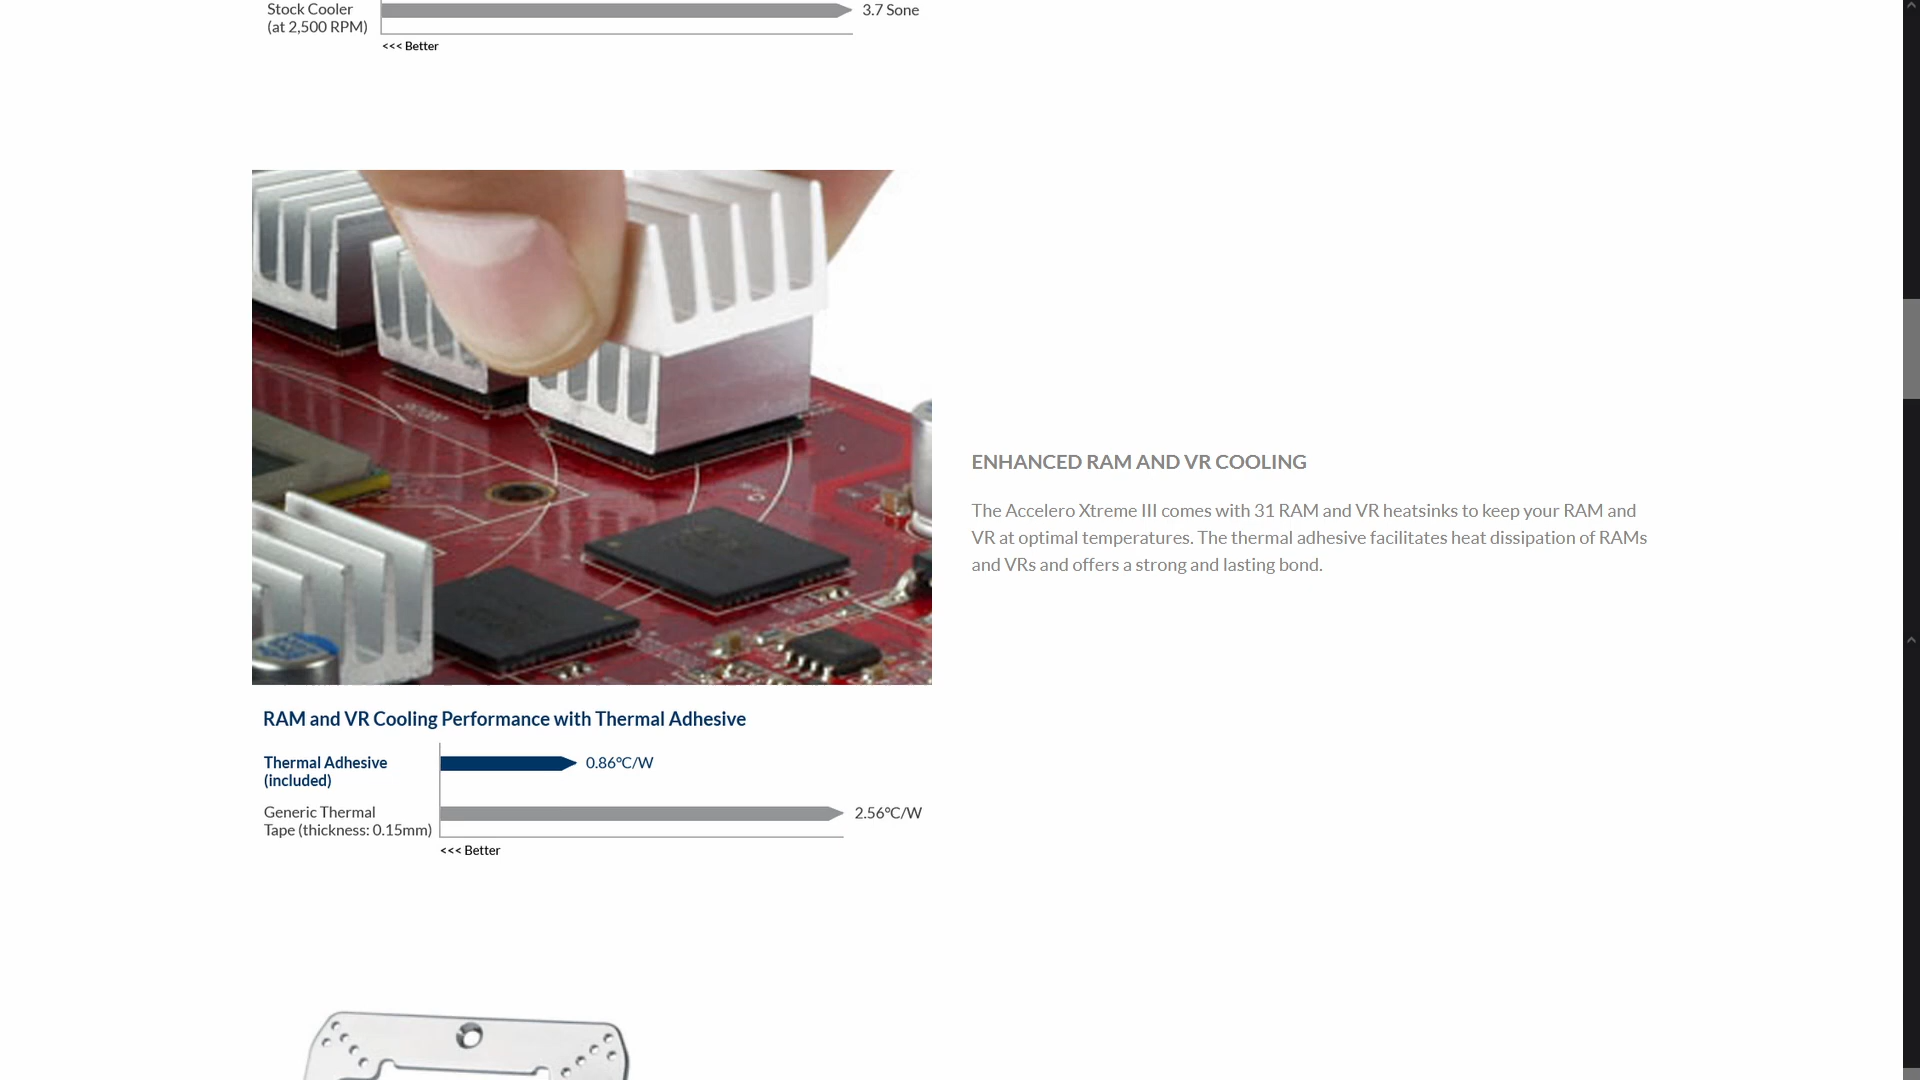 Stock Cooler
(at 2,500 RPM)
3.7 Sone
<<< Better
ENHANCED RAM AND VR COOLING
The Accelero Xtreme III comes with 31 RAM and VR heatsinks to keep your RAM and
VR at optimal temperatures. The thermal adhesive facilitates heat dissipation of RAMs
and VRs and offers a strong and lasting bond.
RAM and VR Cooling Performance with Thermal Adhesive
Thermal Adhesive
(included)
0.86°C/W
Generic Thermal
Tape (thickness: 0.15mm)
2.56°C/W
<<< Better